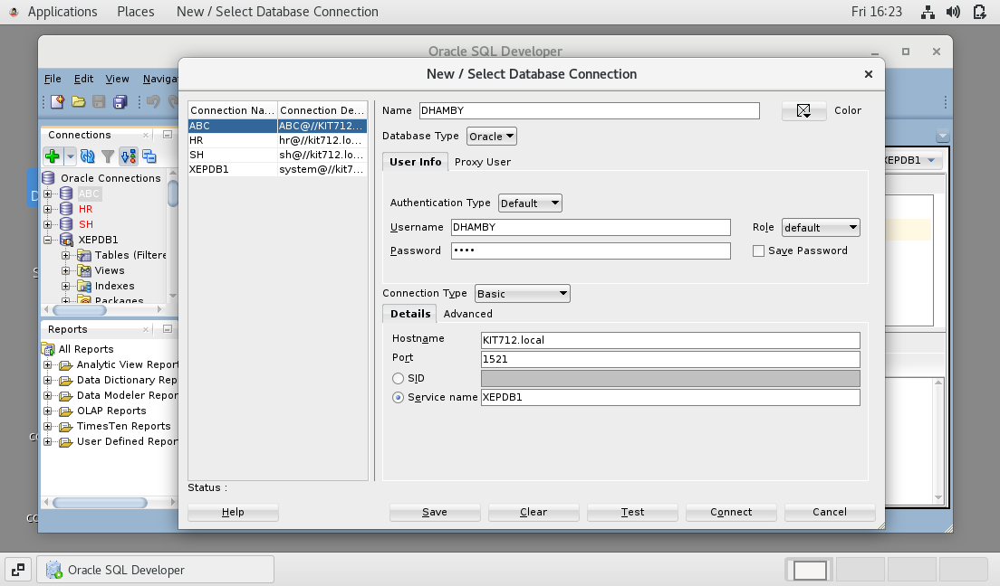 Applications Places New / Select Database Connection Fri 16:23
Oracle SQL Developer
New / Select Database Connection
File Edit View Naviga
Connections
Oracle Connections
ABC
HR
SH
XEPDB1
Tables (Filtere
Views
Indexes
Packages
Reports
All Reports
Analytic View Repor
Data Dictionary Rep
Data Modeler Repor
OLAP Reports
TimesTen Reports
User Defined Repor
Connection Na... Connection De...
ABC ABC@//KIT712...
HR hr@//kit712.lo...
SH sh@//kit712.lo...
XEPDB1 system@//kit7...
Name DHAMBY Color
Database Type Oracle
User Info Proxy User
Authentication Type Default
Username DHAMBY Role default
Password •••• Save Password
Connection Type Basic
Details Advanced
Hostname KIT712.local
Port 1521
SID
Service name XEPDB1
Status :
Help Save Clear Test Connect Cancel
XEPDB1
Oracle SQL Developer